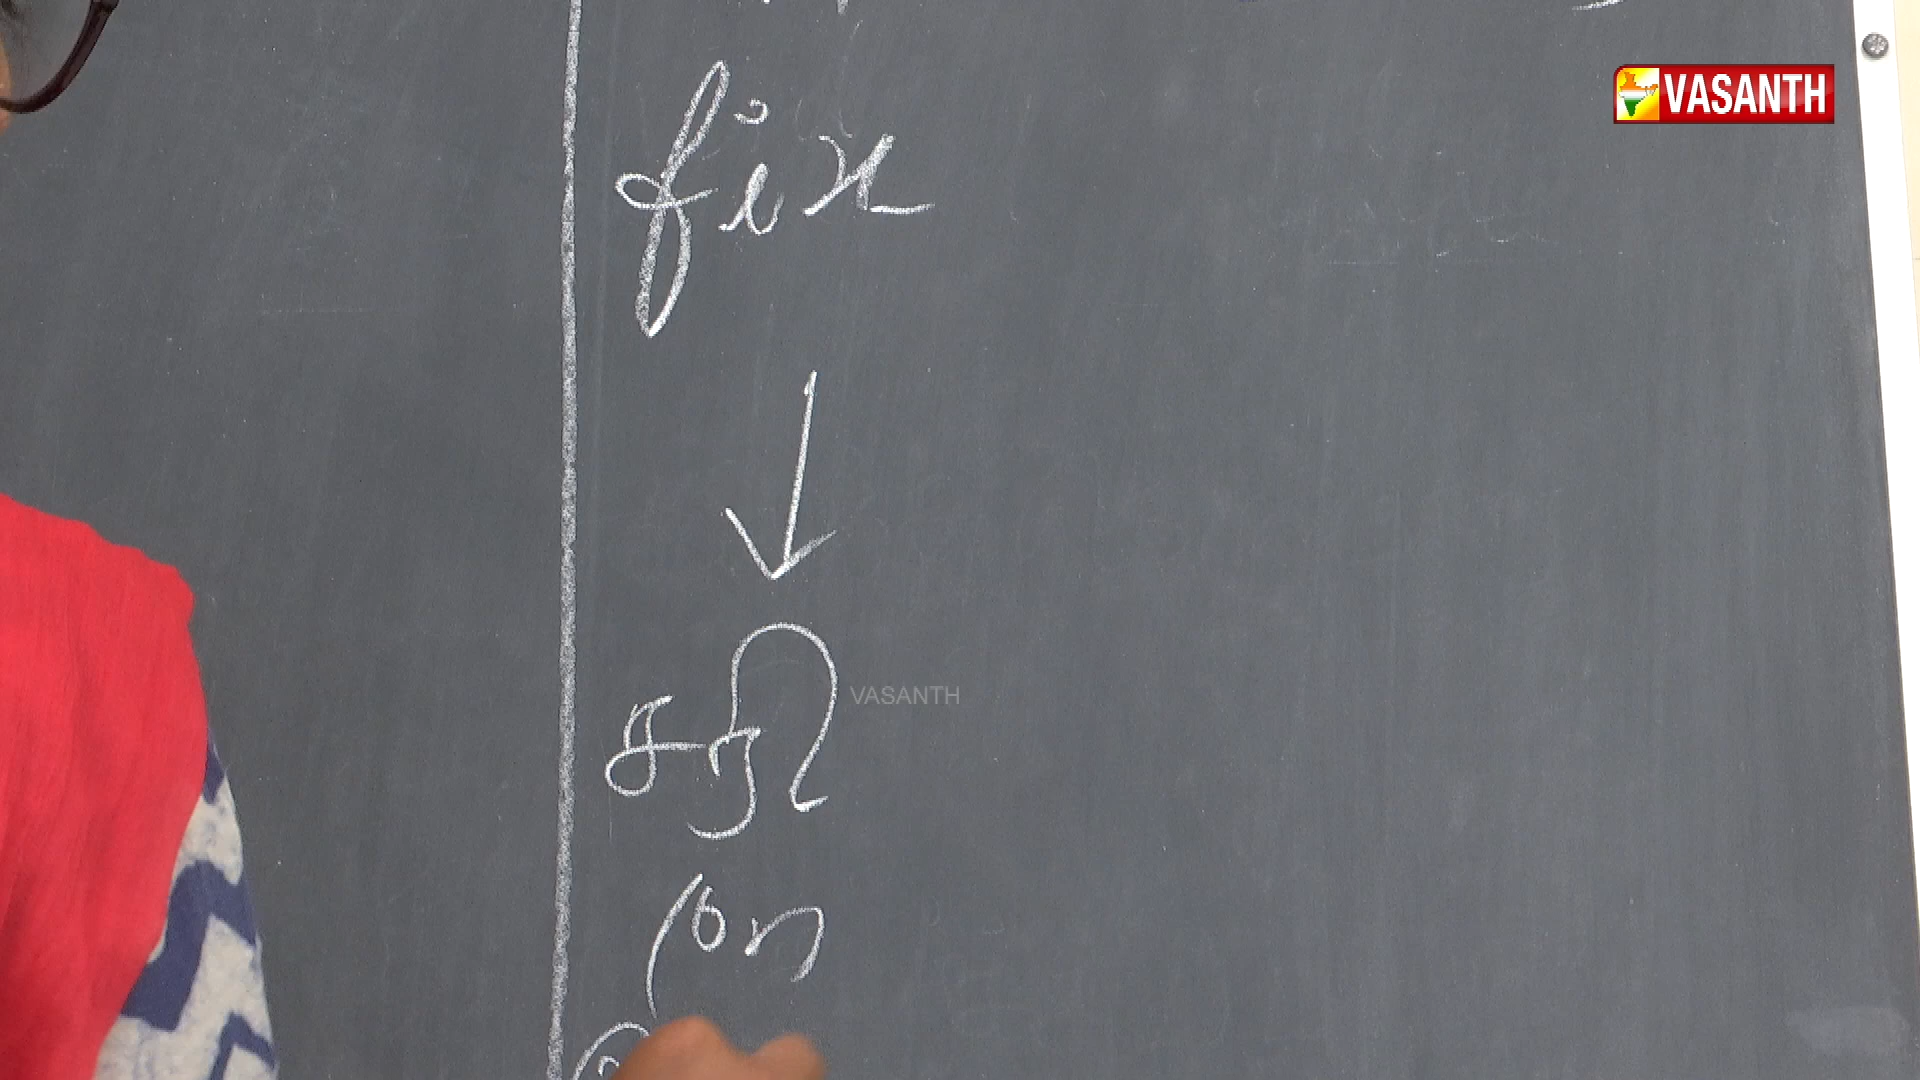 VASANTH
fix
சரி
VASANTH
(or)